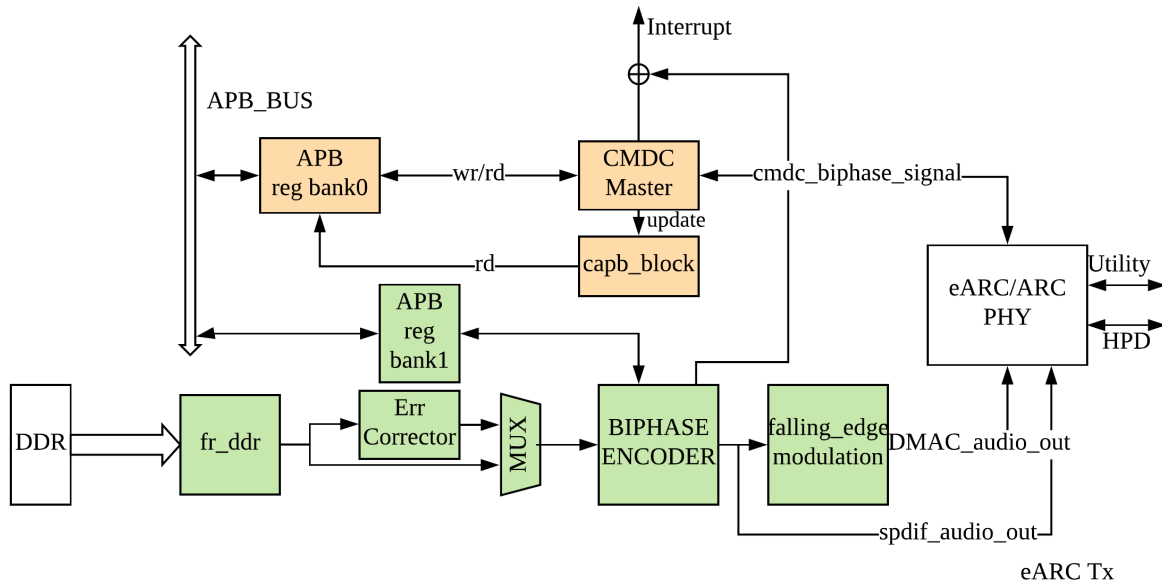 Interrupt
APB_BUS
APB
reg bank0
wr/rd
CMDC
Master
cmdc_biphase_signal
update
rd
capb_block
Utility
eARC/ARC
PHY
HPD
APB
reg
bank1
DDR
fr_ddr
Err
Corrector
MUX
BIPHASE
ENCODER
falling_edge
modulation
DMAC_audio_out
spdif_audio_out
eARC Tx